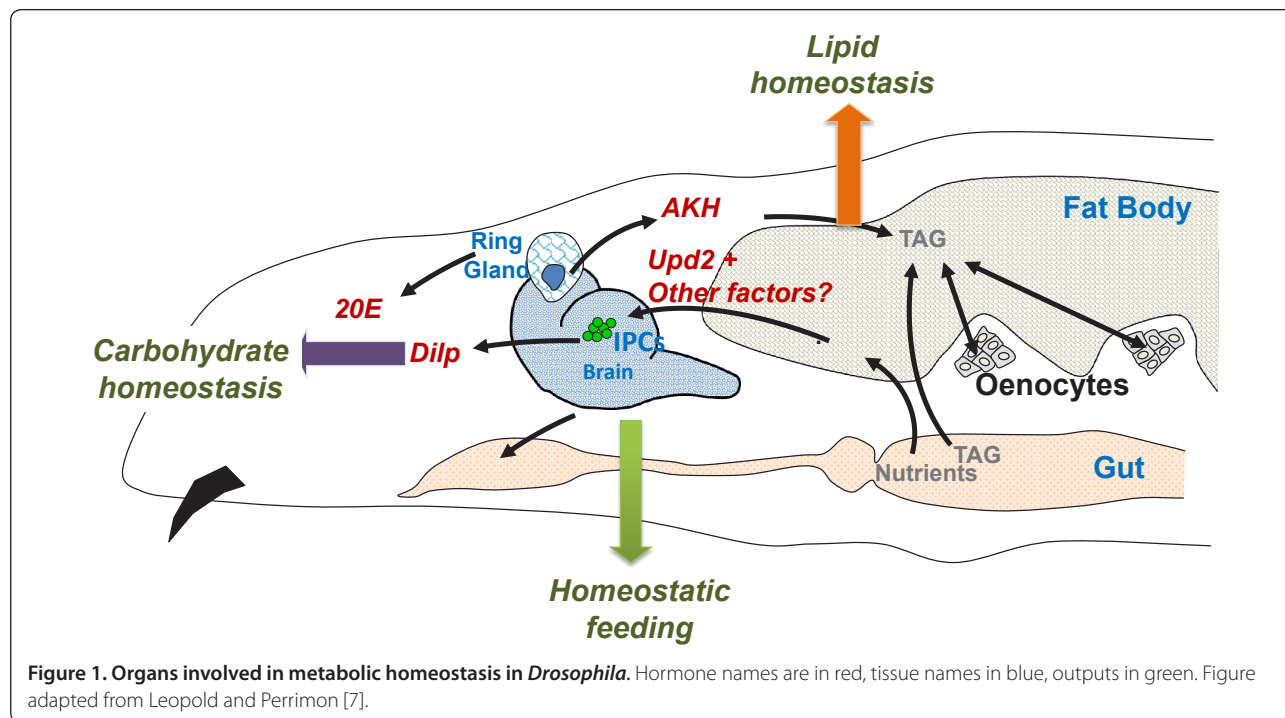 Lipid
homeostasis
AKH
Fat Body
Ring
Gland
TAG
Upd2 +
Other factors?
20E
IPCs
Carbohydrate
homeostasis
Dilp
Brain
Oenocytes
TAG
Nutrients
Gut
Homeostatic
feeding
Figure 1. Organs involved in metabolic homeostasis in Drosophila. Hormone names are in red, tissue names in blue, outputs in green. Figure
adapted from Leopold and Perrimon [7].